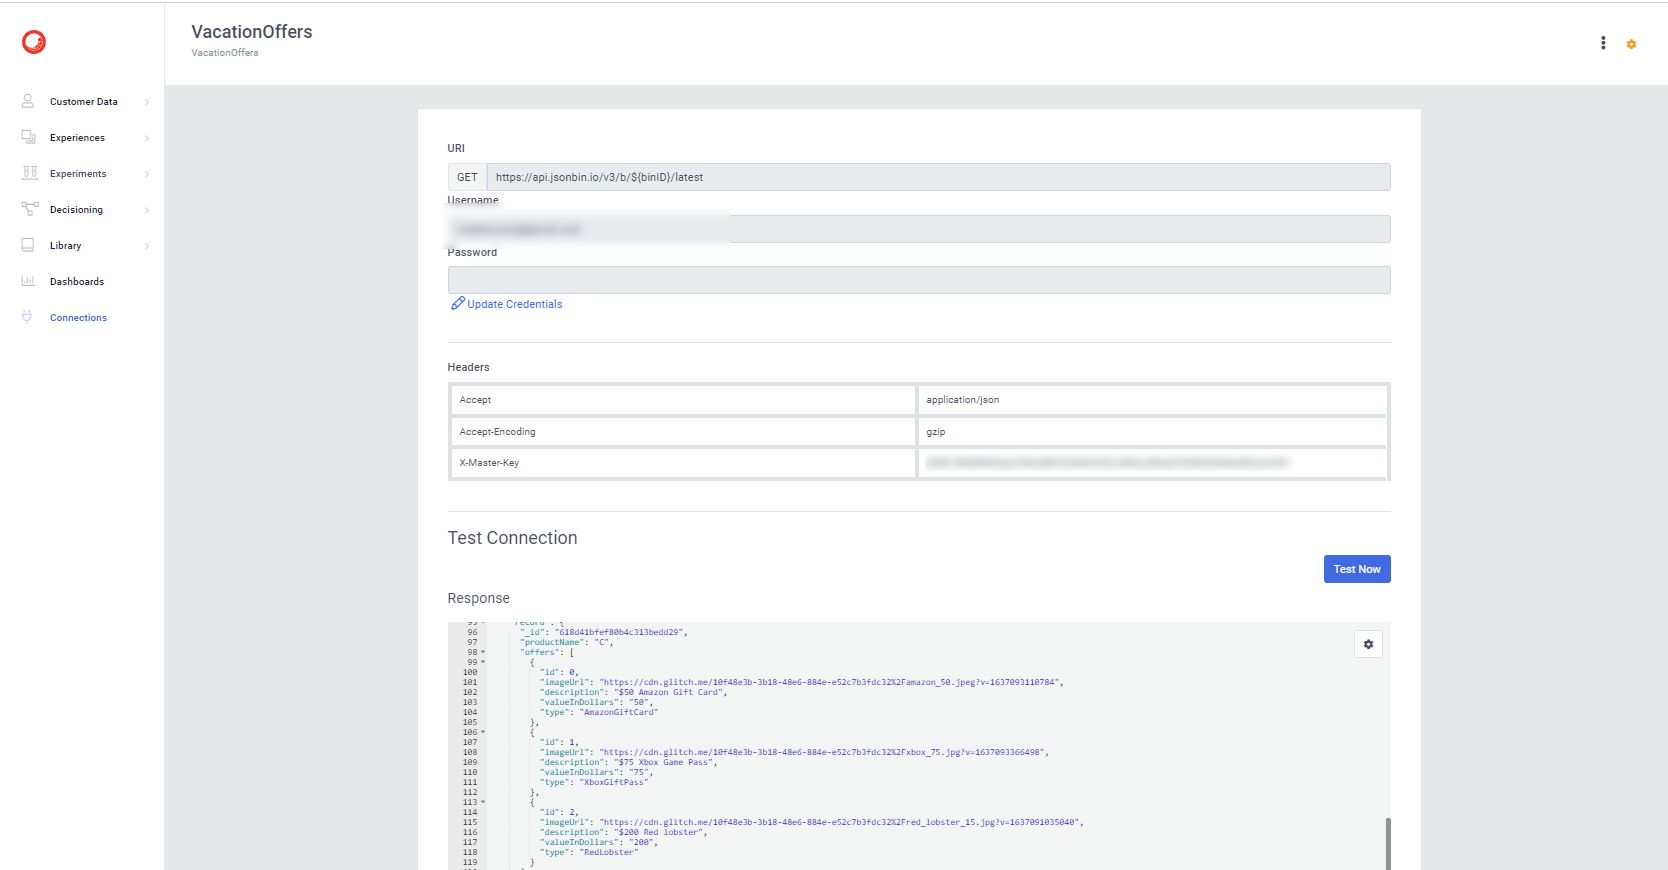 VacationOffers
VacationOffers
Customer Data
Experiences
Experiments
Decisioning
Library
Dashboards
Connections
URI
GET https://api.jsonbin.io/v3/b/${binID}/latest
Username
Password
Update Credentials
Headers
Accept application/json
Accept-Encoding gzip
X-Master-Key
Test Connection
Test Now
Response
95 "record": {
96 "_id": "618d41bfef80b4c313bedd29",
97 "productName": "C",
98 "offers": [
99 {
100 "id": 0,
101 "imageUrl": "https://cdn.glitch.me/10f48e3b-3b18-48e6-884e-e52c7b3fdc32%2Famazon_50.jpeg?v=1637093110784",
102 "description": "$50 Amazon Gift Card",
103 "valueInDollars": "50",
104 "type": "AmazonGiftCard"
105 },
106 {
107 "id": 1,
108 "imageUrl": "https://cdn.glitch.me/10f48e3b-3b18-48e6-884e-e52c7b3fdc32%2Fxbox_75.jpg?v=1637093366498",
109 "description": "$75 Xbox Game Pass",
110 "valueInDollars": "75",
111 "type": "XboxGiftPass"
112 },
113 {
114 "id": 2,
115 "imageUrl": "https://cdn.glitch.me/10f48e3b-3b18-48e6-884e-e52c7b3fdc32%2Fred_lobster_15.jpg?v=1637091035040",
116 "description": "$200 Red lobster",
117 "valueInDollars": "200",
118 "type": "RedLobster"
119 }